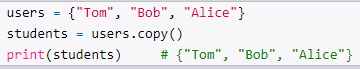 users = {"Tom", "Bob", "Alice"}
students = users.copy()
print(students)     # {"Tom", "Bob", "Alice"}